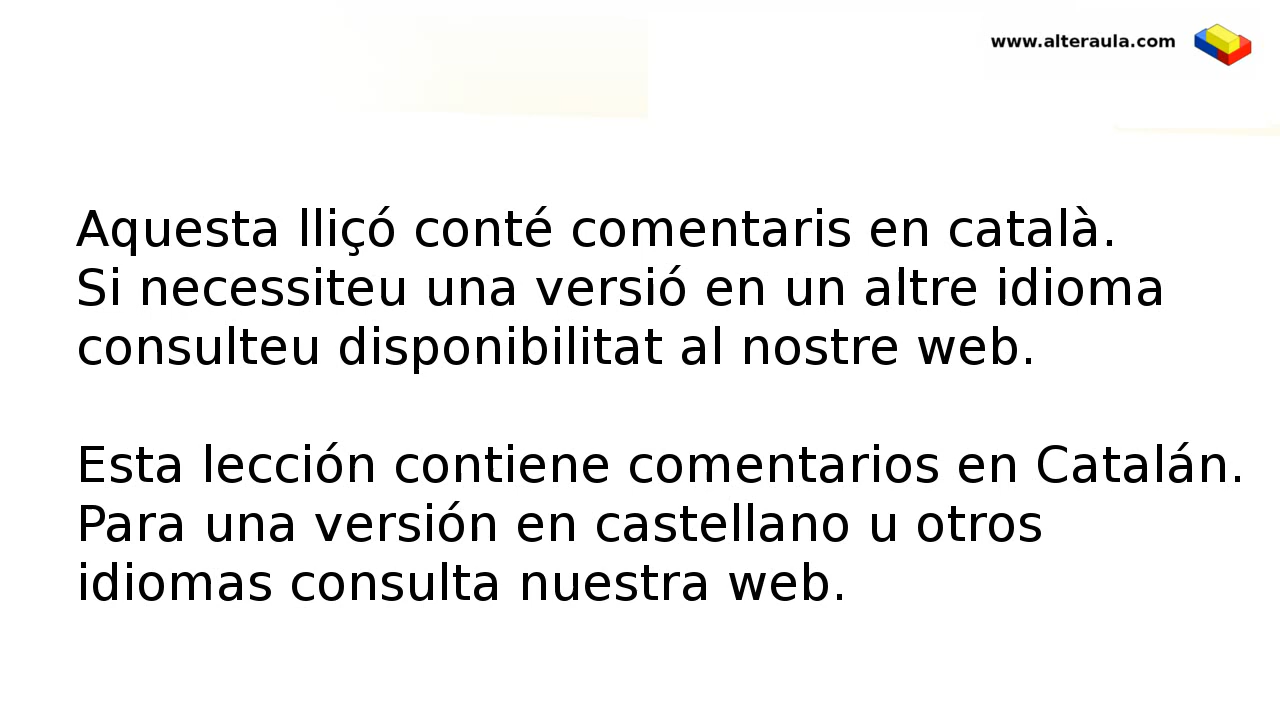 www.alteraula.com
Aquesta lliçó conté comentaris en català.
Si necessiteu una versió en un altre idioma
consulteu disponibilitat al nostre web.
Esta lección contiene comentarios en Catalán.
Para una versión en castellano u otros
idiomas consulta nuestra web.